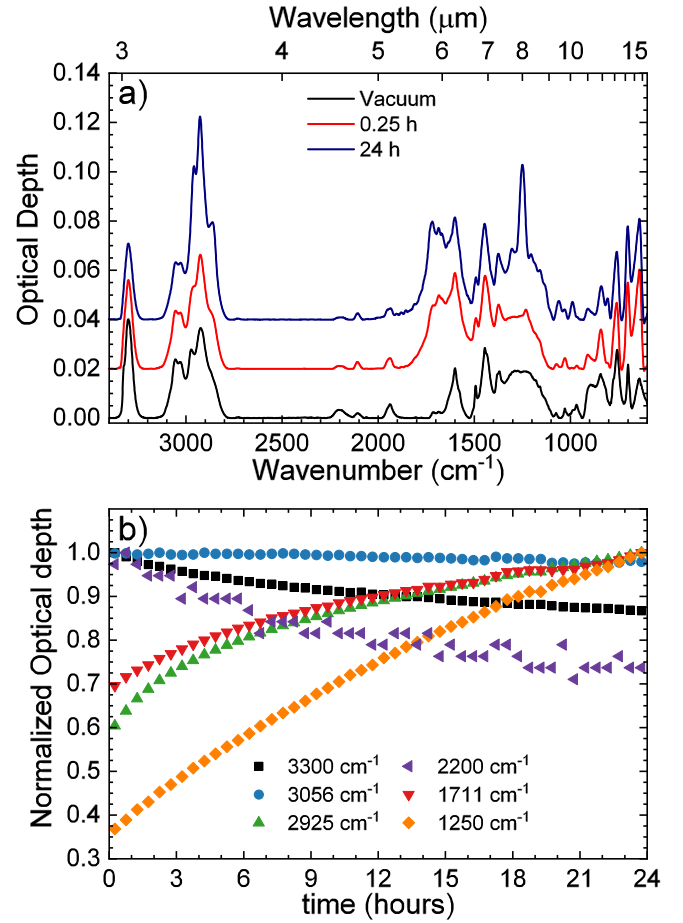 Wavelength (μm)
3 4 5 6 7 8 10 15
a)
Vacuum
0.25 h
24 h
Optical Depth
0.14
0.12
0.10
0.08
0.06
0.04
0.02
0.00
3000 2500 2000 1500 1000
Wavenumber (cm-1)
b)
Normalized Optical depth
1.0
0.9
0.8
0.7
0.6
0.5
0.4
0.3
3300 cm-1 2200 cm-1
3056 cm-1 1711 cm-1
2925 cm-1 1250 cm-1
0 3 6 9 12 15 18 21 24
time (hours)